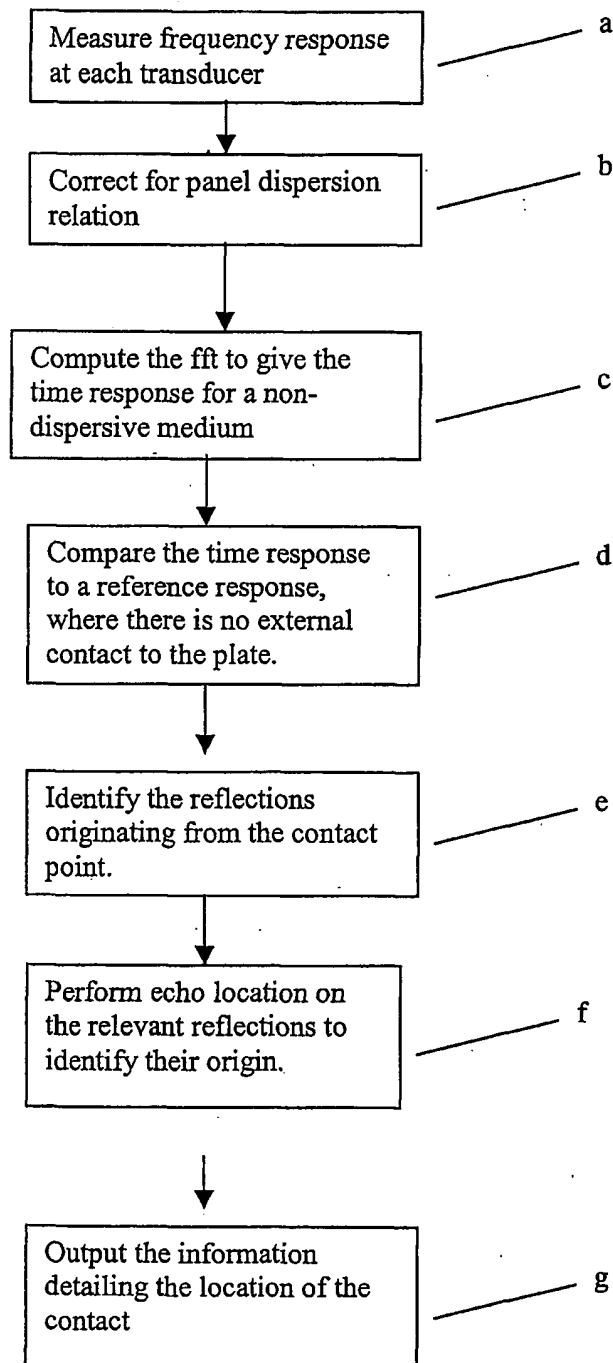 Measure frequency response
at each transducer
a
Correct for panel dispersion
relation
b
Compute the fft to give the
time response for a non-
dispersive medium
c
Compare the time response
to a reference response,
where there is no external
contact to the plate.
d
Identify the reflections
originating from the contact
point.
e
Perform echo location on
the relevant reflections to
identify their origin.
f
Output the information
detailing the location of the
contact
g